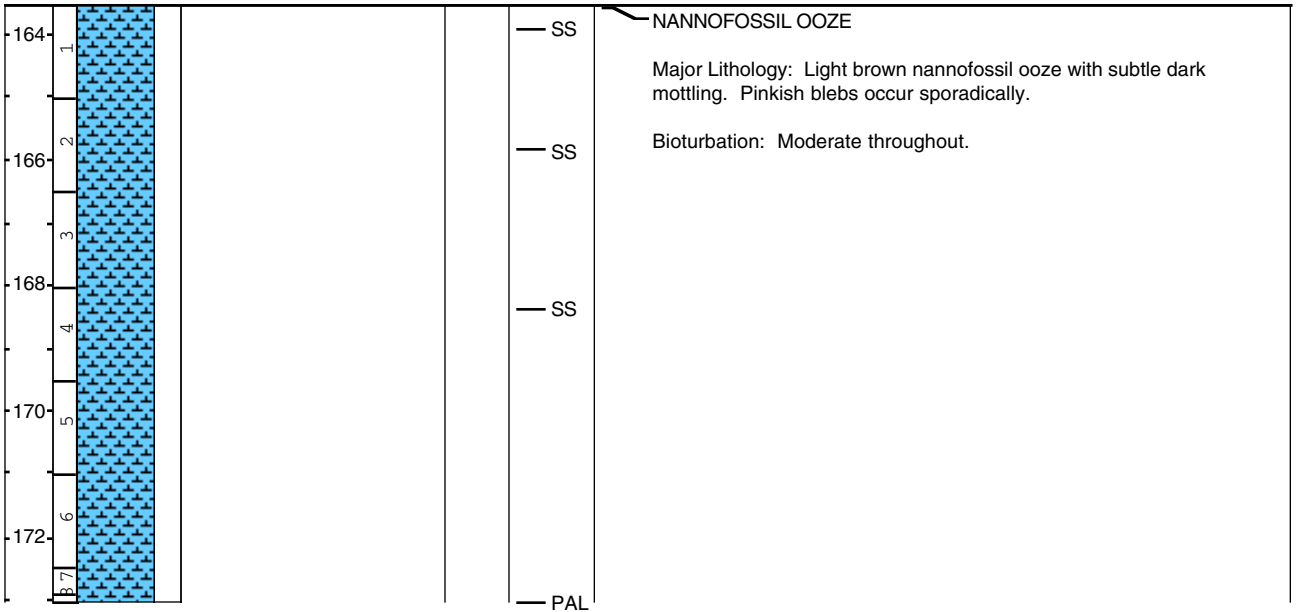 164
166
168
170
172
1
2
3
4
5
6
7
8
SS
SS
SS
PAL
NANNOFOSSIL OOZE
Major Lithology: Light brown nannofossil ooze with subtle dark
mottling. Pinkish blebs occur sporadically.
Bioturbation: Moderate throughout.